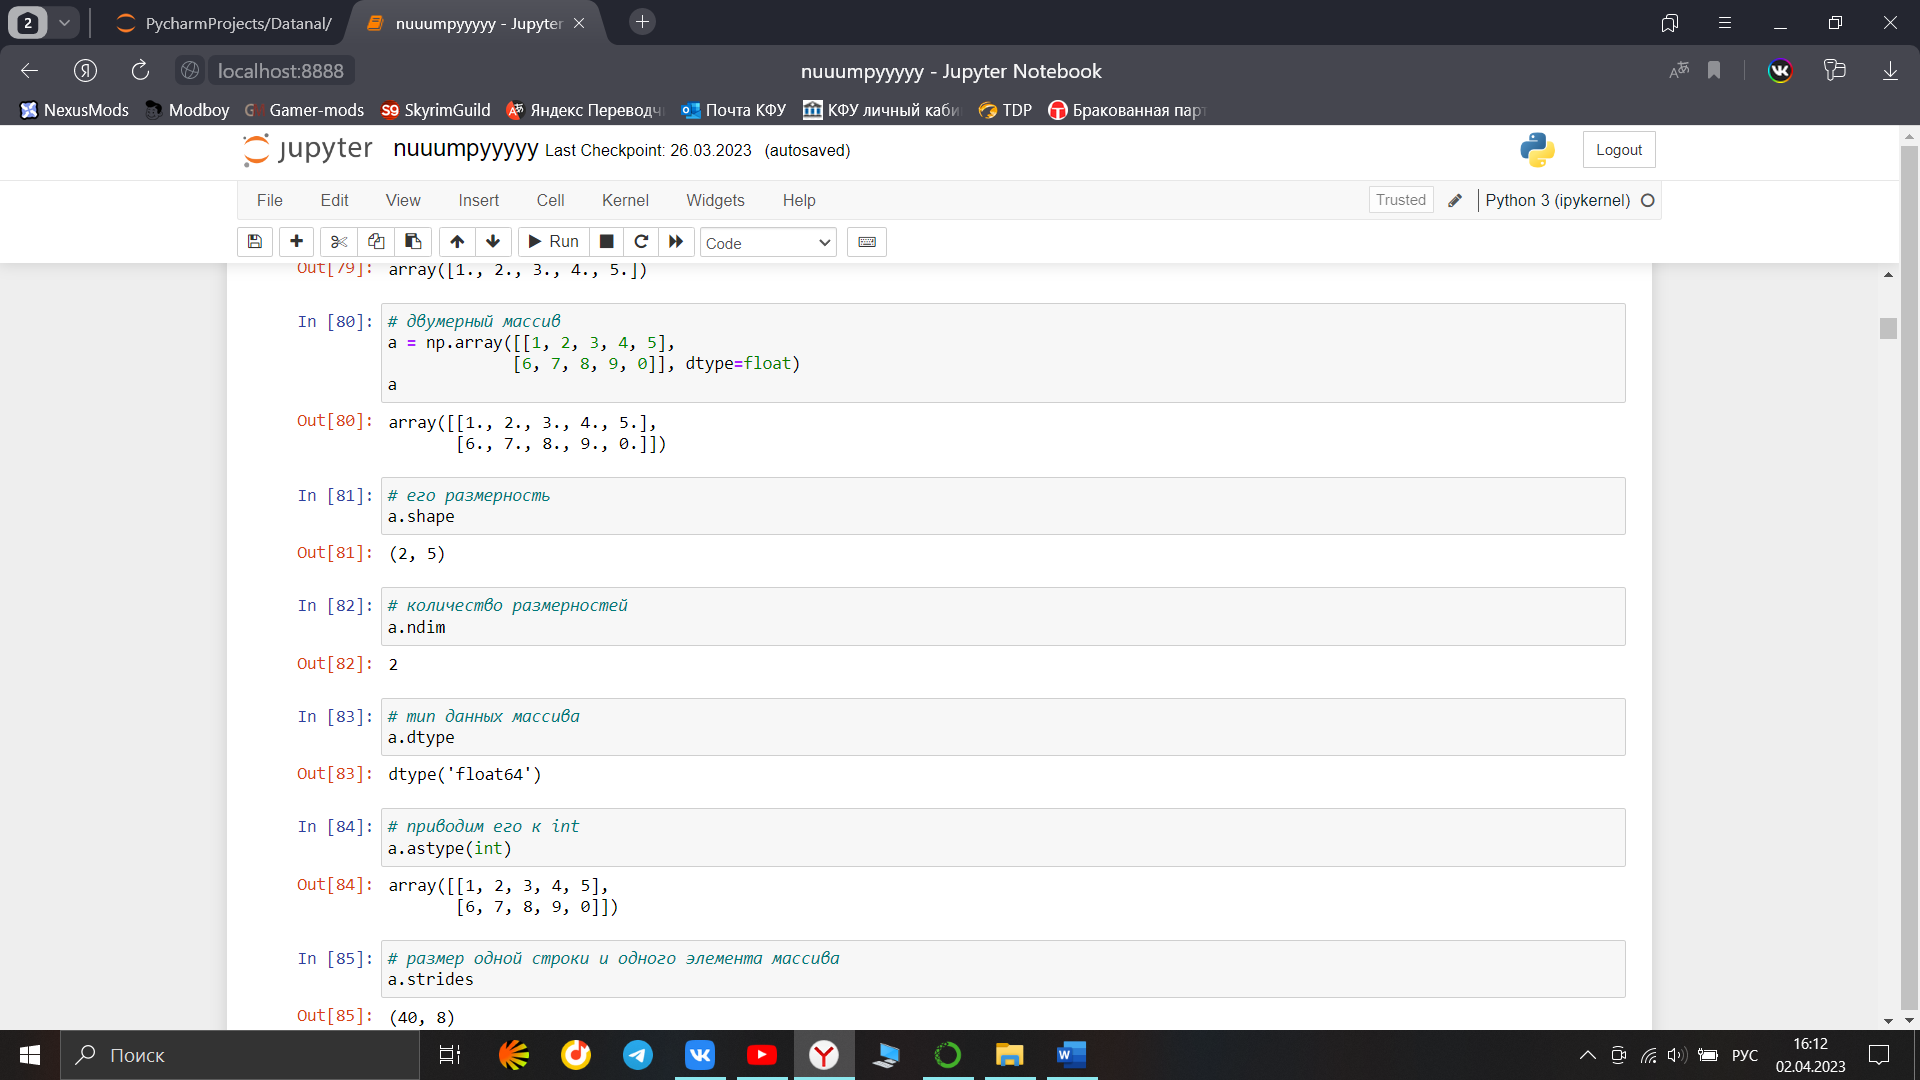 2
PycharmProjects/Datanal/
nuuumpyyyyy - Jupyter
localhost:8888
nuuumpyyyyy - Jupyter Notebook
NexusMods
Modboy
Gamer-mods
S9 SkyrimGuild
Яндекс Переводчи
Почта КФУ
КФУ личный каби
TDP
Бракованная парт
jupyter nuuumpyyyyy Last Checkpoint: 26.03.2023 (autosaved)
Logout
File Edit View Insert Cell Kernel Widgets Help
Trusted
Python 3 (ipykernel)
Run
Code
Out[79]: array([1., 2., 3., 4., 5.])
In [80]: # двумерный массив
a = np.array([[1, 2, 3, 4, 5],
[6, 7, 8, 9, 0]], dtype=float)
a
Out[80]: array([[1., 2., 3., 4., 5.],
[6., 7., 8., 9., 0.]])
In [81]: # его размерность
a.shape
Out[81]: (2, 5)
In [82]: # количество размерностей
a.ndim
Out[82]: 2
In [83]: # тип данных массива
a.dtype
Out[83]: dtype('float64')
In [84]: # приводим его к int
a.astype(int)
Out[84]: array([[1, 2, 3, 4, 5],
[6, 7, 8, 9, 0]])
In [85]: # размер одной строки и одного элемента массива
a.strides
Out[85]: (40, 8)
Поиск
РУС
16:12
02.04.2023